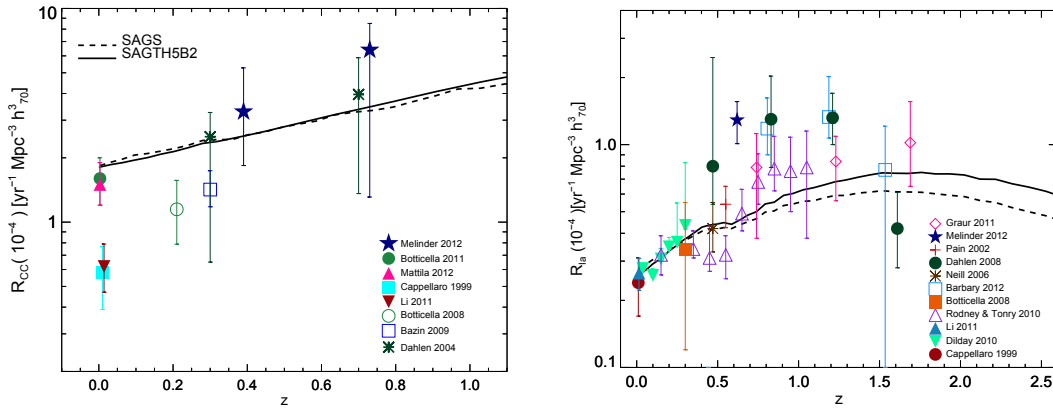 10
SAGS
SAGTH5B2
R_CC( 10^-4 ) [yr^-1 Mpc^-3 h^3_70]
1
Melinder 2012
Botticella 2011
Mattila 2012
Cappellaro 1999
Li 2011
Botticella 2008
Bazin 2009
Dahlen 2004
0.0 0.2 0.4 0.6 0.8 1.0
z
R_Ia( 10^-4 ) [yr^-1 Mpc^-3 h^3_70]
1.0
Graur 2011
Melinder 2012
Pain 2002
Dahlen 2008
Neill 2006
Barbary 2012
Botticella 2008
Rodney & Tonry 2010
Li 2011
Dilday 2010
Cappellaro 1999
0.1
0.0 0.5 1.0 1.5 2.0 2.5
z